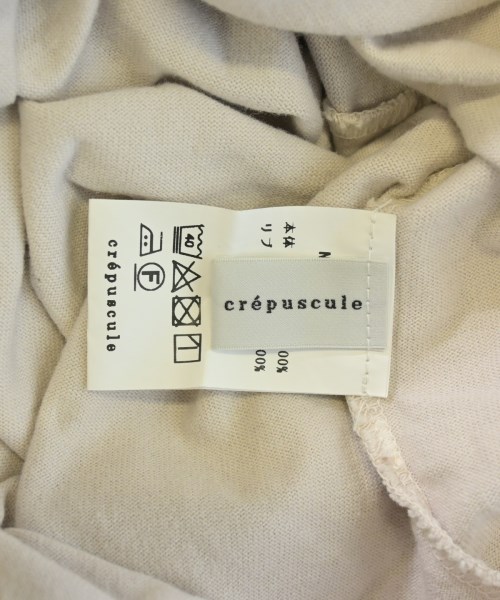 crépuscule
本体
リブ
00%
00%
40
F
crépuscule